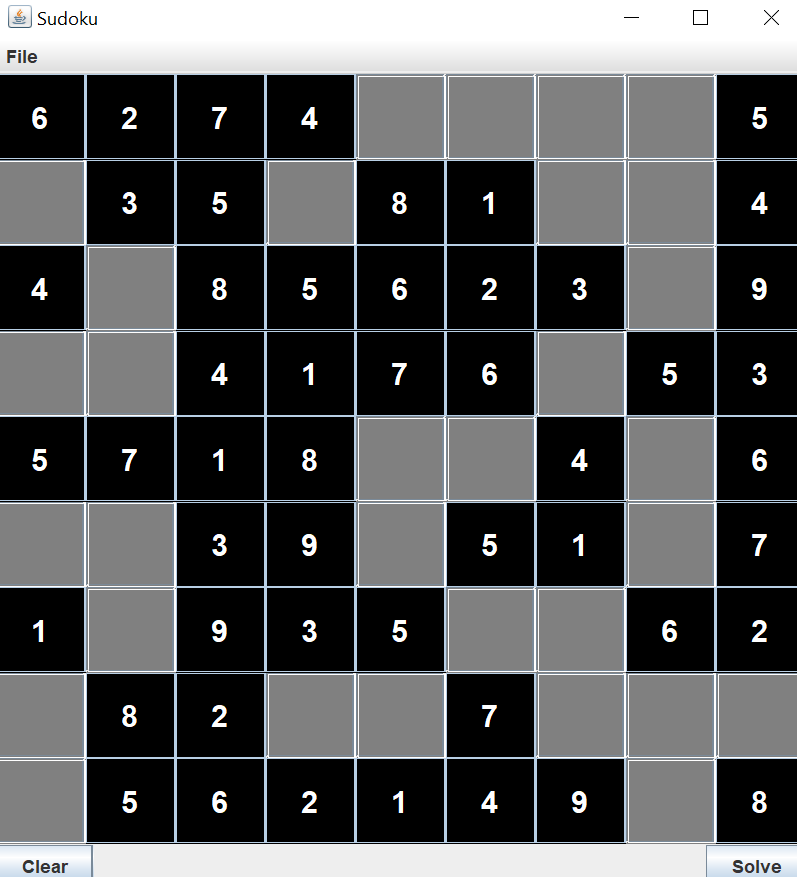 Sudoku
File
6 2 7 4 5
3 5 8 1 4
4 8 5 6 2 3 9
4 1 7 6 5 3
5 7 1 8 4 6
3 9 5 1 7
1 9 3 5 6 2
8 2 7
5 6 2 1 4 9 8
Clear Solve